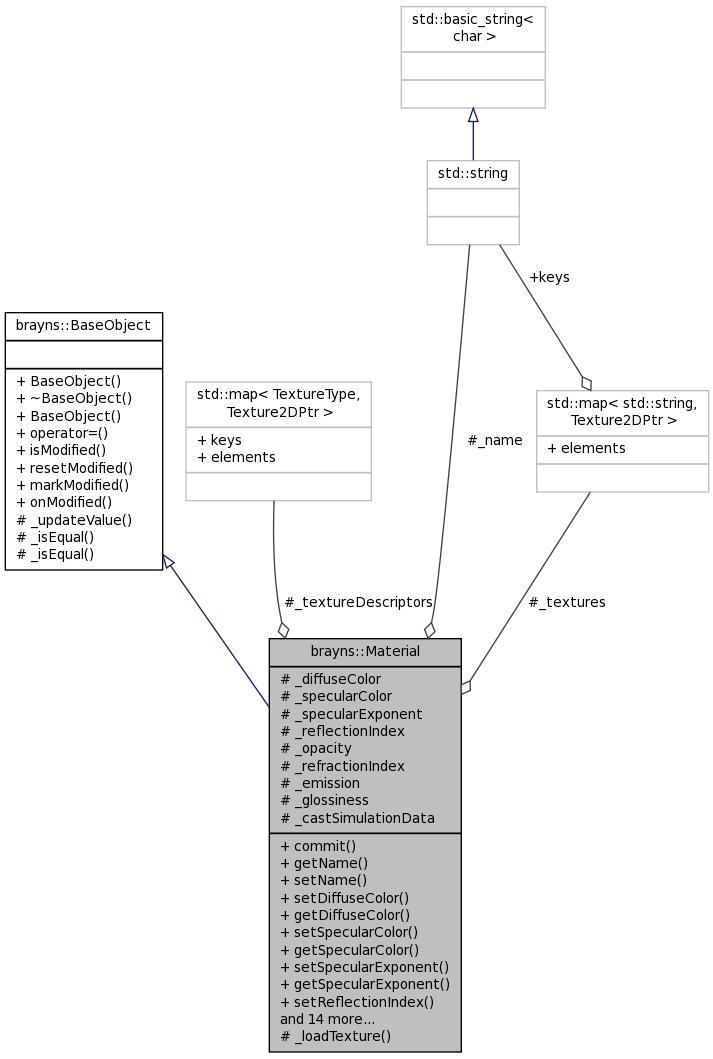 std::basic_string<
char >
std::string
+keys
brayns::BaseObject
+ BaseObject()
+ ~BaseObject()
+ BaseObject()
+ operator=()
+ isModified()
+ resetModified()
+ markModified()
+ onModified()
# _updateValue()
# _isEqual()
# _isEqual()
std::map< TextureType,
Texture2DPtr >
+ keys
+ elements
std::map< std::string,
Texture2DPtr >
+ elements
#_name
#_textureDescriptors
#_textures
brayns::Material
# _diffuseColor
# _specularColor
# _specularExponent
# _reflectionIndex
# _opacity
# _refractionIndex
# _emission
# _glossiness
# _castSimulationData
+ commit()
+ getName()
+ setName()
+ setDiffuseColor()
+ getDiffuseColor()
+ setSpecularColor()
+ getSpecularColor()
+ setSpecularExponent()
+ getSpecularExponent()
+ setReflectionIndex()
and 14 more...
# _loadTexture()